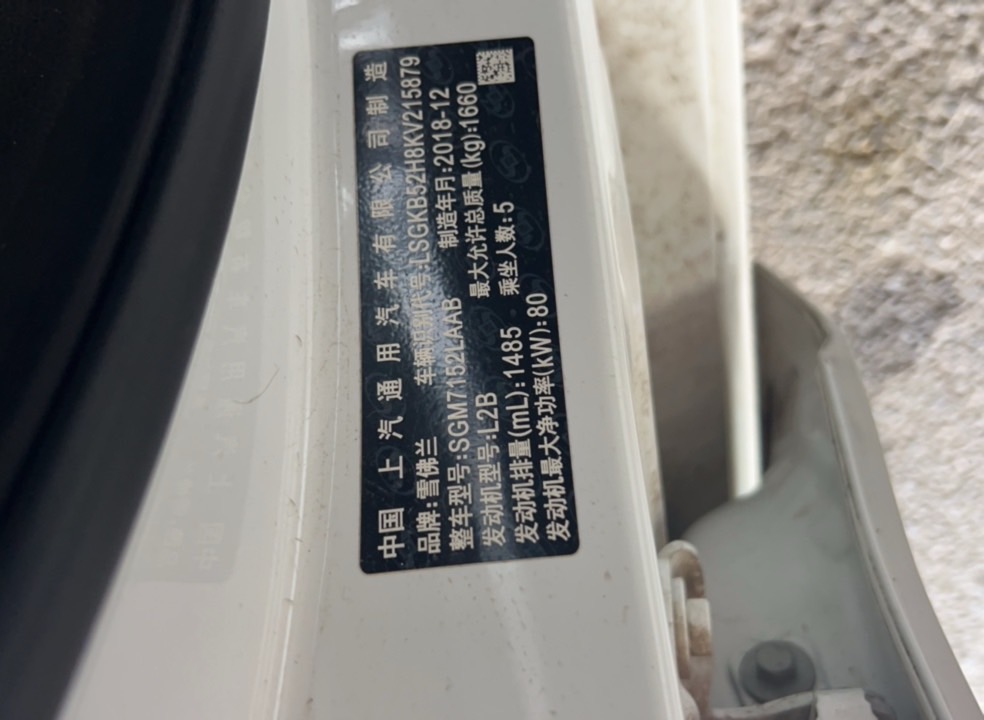 中国 上汽通用汽车有限公司制造
品牌:雪佛兰 车辆识别代号:LSGKB52H8KV215879
整车型号:SGM7152LAAB 制造年月:2018-12
发动机型号:L2B 最大允许总质量(kg):1660
发动机排量(mL):1485 乘坐人数:5
发动机最大净功率(kW):80